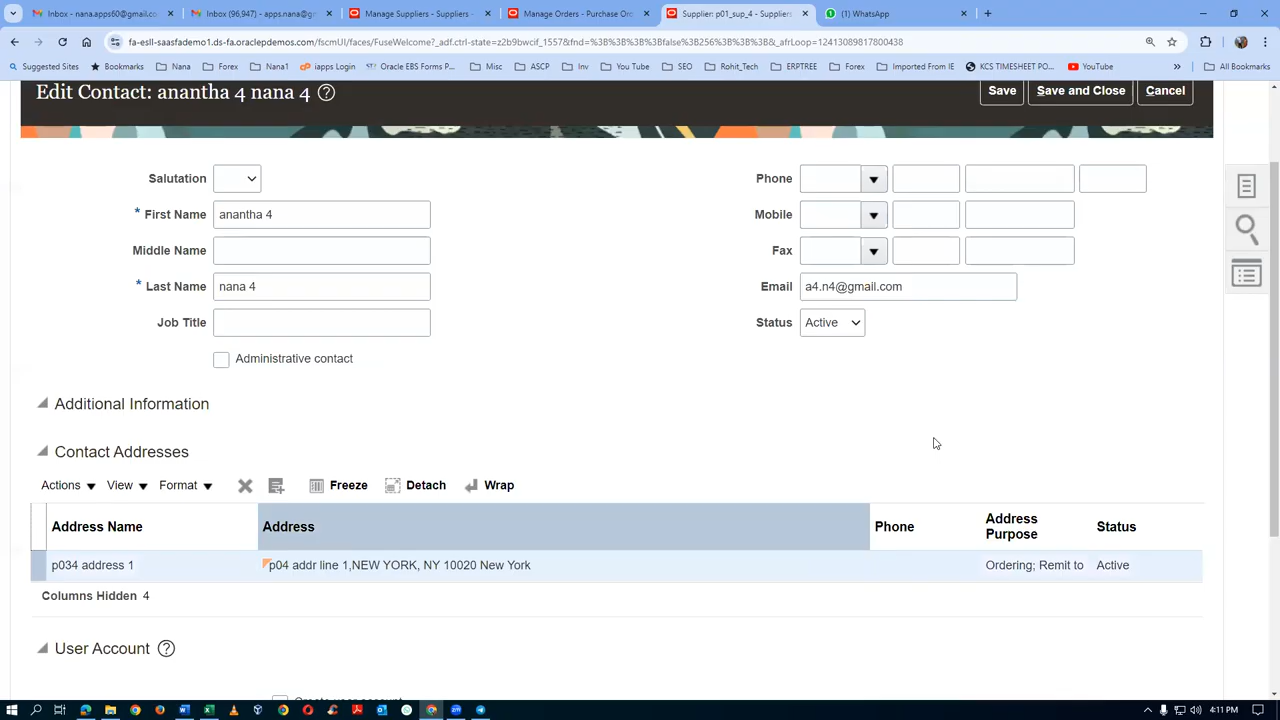 Inbox - nana.apps60@gmail.co
Inbox (96,947) - apps.nana@g
Manage Suppliers - Suppliers -
Manage Orders - Purchase Ord
Supplier: p01_sup_4 - Suppliers
(1) WhatsApp
fa-esll-saasfademo1.ds-fa.oraclepdemos.com/fscmUI/faces/FuseWelcome?_adf.ctrl-state=z2b9bwcif_1557&fnd=%3B%3B%3B%3Bfalse%3B256%3B%3B%3B&_afrLoop=12413089817800438
Suggested Sites Bookmarks Nana Forex Nana1 iapps Login Oracle EBS Forms P... Misc ASCP Inv You Tube SEO Rohit_Tech ERPTREE Forex Imported From IE KCS TIMESHEET PO... YouTube » All Bookmarks
Edit Contact: anantha 4 nana 4 ? Save Save and Close Cancel
Salutation Phone
* First Name anantha 4 Mobile
Middle Name Fax
* Last Name nana 4 Email a4.n4@gmail.com
Job Title Status Active
Administrative contact
Additional Information
Contact Addresses
Actions View Format Freeze Detach Wrap
Address Name Address Phone Address Purpose Status
p034 address 1 p04 addr line 1,NEW YORK, NY 10020 New York Ordering; Remit to Active
Columns Hidden 4
User Account ?
Create user account
4:11 PM